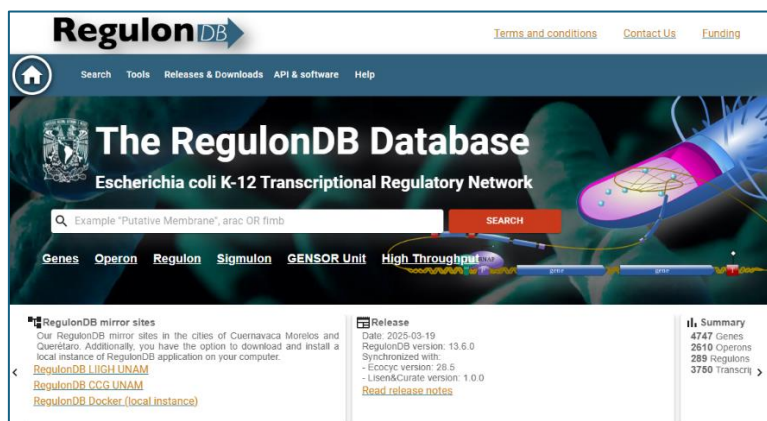 RegulonDB
Terms and conditions Contact Us Funding
Search Tools Releases & Downloads API & software Help
The RegulonDB Database
Escherichia coli K-12 Transcriptional Regulatory Network
Example "Putative Membrane", arac OR fimb
SEARCH
Genes Operon Regulon Sigmulon GENSOR Unit High Throughput
gene gene
RegulonDB mirror sites
Our RegulonDB mirror sites in the cities of Cuernavaca Morelos and
Querétaro. Additionally, you have the option to download and install a
local instance of RegulonDB application on your computer.
RegulonDB LIIGH UNAM
RegulonDB CCG UNAM
RegulonDB Docker (local instance)
Release
Date: 2025-03-19
RegulonDB version: 13.6.0
Synchronized with:
- Ecocyc version: 28.5
- Lisen&Curate version: 1.0.0
Read release notes
Summary
4747 Genes
2610 Operons
289 Regulons
3750 Transcri